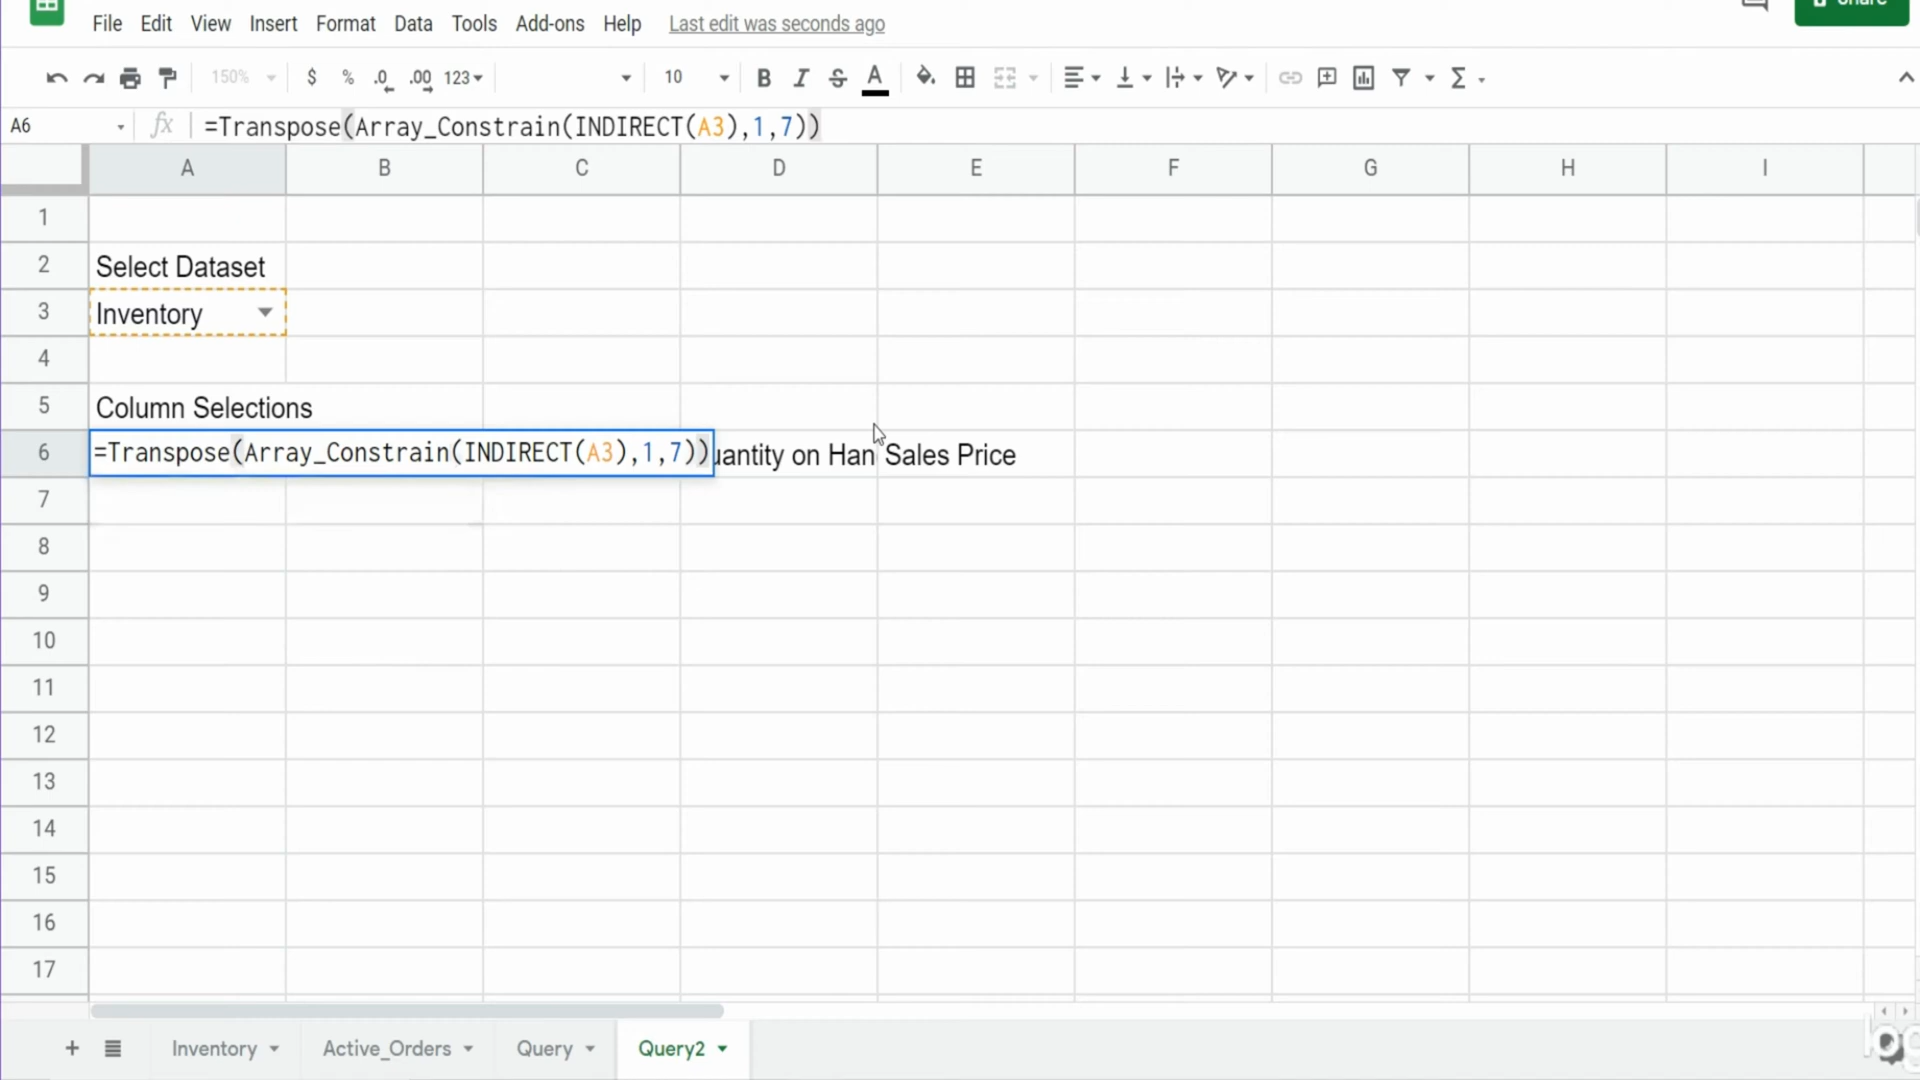 File Edit View Insert Format Data Tools Add-ons Help Last edit was seconds ago
150% $ % .0 .00 123 10 B I S A Σ
A6 fx =Transpose(Array_Constrain(INDIRECT(A3),1,7))
A B C D E F G H I
1
2 Select Dataset
3 Inventory
4
5 Column Selections
6 =Transpose(Array_Constrain(INDIRECT(A3),1,7)) uantity on Han Sales Price
7
8
9
10
11
12
13
14
15
16
17
+ Inventory Active_Orders Query Query2